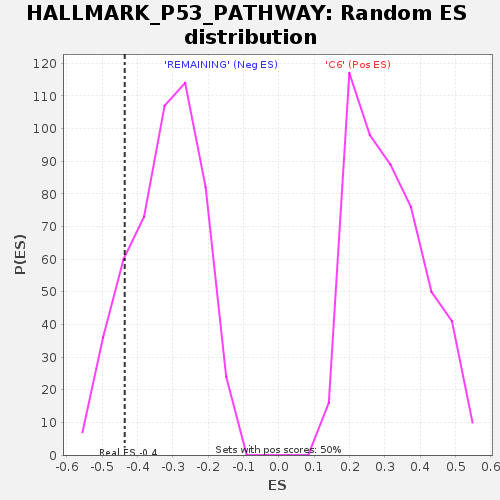 HALLMARK_P53_PATHWAY: Random ES
distribution
'REMAINING' (Neg ES)
'C6' (Pos ES)
120
110
100
90
80
70
60
50
40
30
20
10
0
P(ES)
Real ES -0.4
Sets with pos scores: 50%
-0.6 -0.5 -0.4 -0.3 -0.2 -0.1 0.0 0.1 0.2 0.3 0.4 0.5 0.6
ES